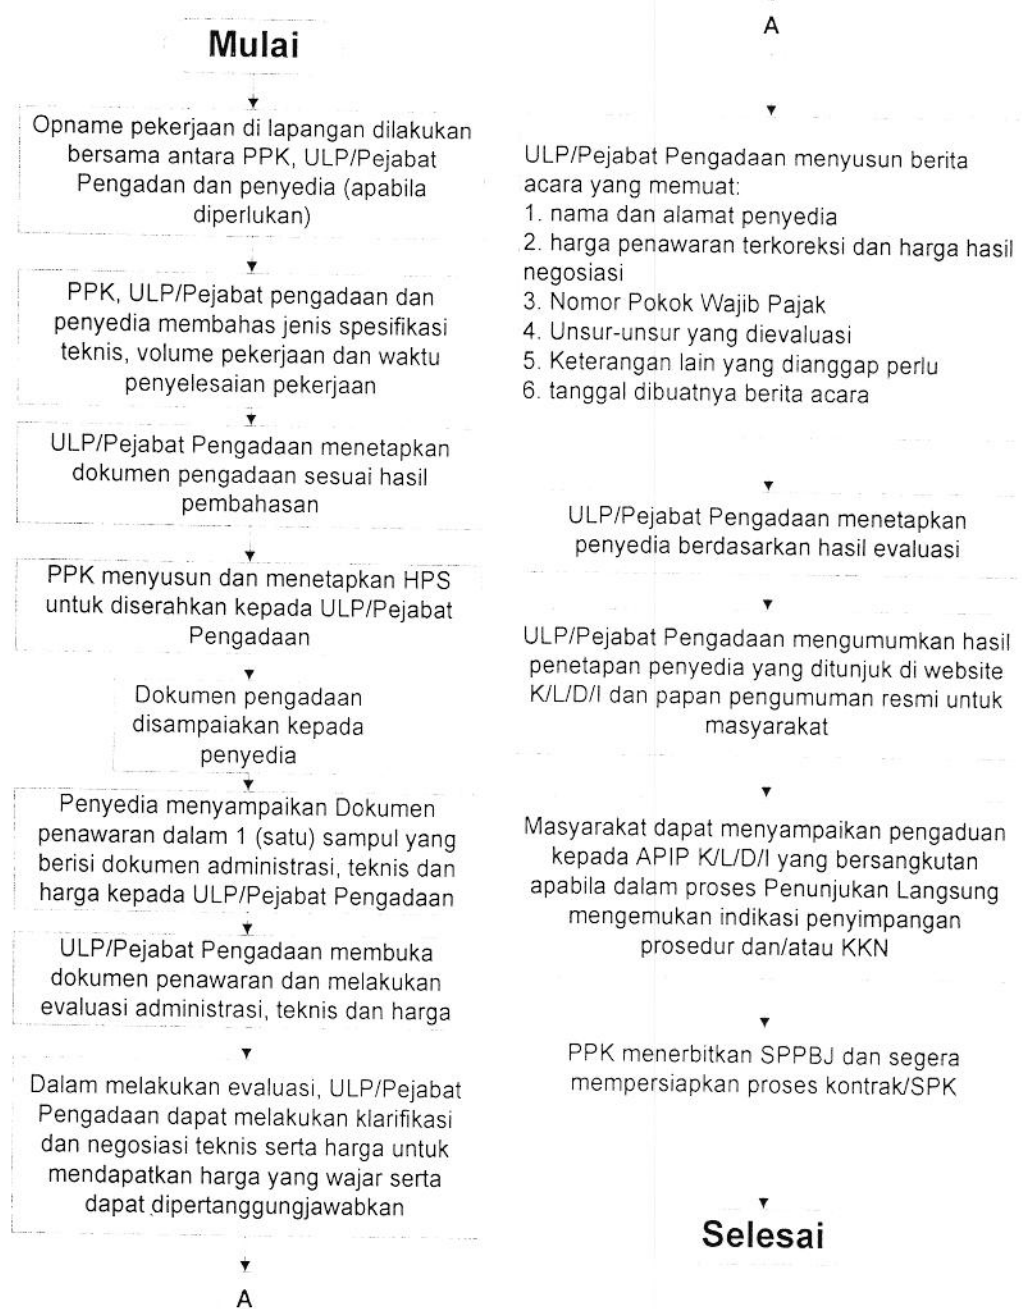 Mulai
Opname pekerjaan di lapangan dilakukan
bersama antara PPK, ULP/Pejabat
Pengadan dan penyedia (apabila
diperlukan)
PPK, ULP/Pejabat pengadaan dan
penyedia membahas jenis spesifikasi
teknis, volume pekerjaan dan waktu
penyelesaian pekerjaan
ULP/Pejabat Pengadaan menetapkan
dokumen pengadaan sesuai hasil
pembahasan
PPK menyusun dan menetapkan HPS
untuk diserahkan kepada ULP/Pejabat
Pengadaan
Dokumen pengadaan
disampaiakan kepada
penyedia
Penyedia menyampaikan Dokumen
penawaran dalam 1 (satu) sampul yang
berisi dokumen administrasi, teknis dan
harga kepada ULP/Pejabat Pengadaan
ULP/Pejabat Pengadaan membuka
dokumen penawaran dan melakukan
evaluasi administrasi, teknis dan harga
Dalam melakukan evaluasi, ULP/Pejabat
Pengadaan dapat melakukan klarifikasi
dan negosiasi teknis serta harga untuk
mendapatkan harga yang wajar serta
dapat dipertanggungjawabkan
A
A
ULP/Pejabat Pengadaan menyusun berita
acara yang memuat:
1. nama dan alamat penyedia
2. harga penawaran terkoreksi dan harga hasil
negosiasi
3. Nomor Pokok Wajib Pajak
4. Unsur-unsur yang dievaluasi
5. Keterangan lain yang dianggap perlu
6. tanggal dibuatnya berita acara
ULP/Pejabat Pengadaan menetapkan
penyedia berdasarkan hasil evaluasi
ULP/Pejabat Pengadaan mengumumkan hasil
penetapan penyedia yang ditunjuk di website
K/L/D/I dan papan pengumuman resmi untuk
masyarakat
Masyarakat dapat menyampaikan pengaduan
kepada APIP K/L/D/I yang bersangkutan
apabila dalam proses Penunjukan Langsung
mengemukan indikasi penyimpangan
prosedur dan/atau KKN
PPK menerbitkan SPPBJ dan segera
mempersiapkan proses kontrak/SPK
Selesai